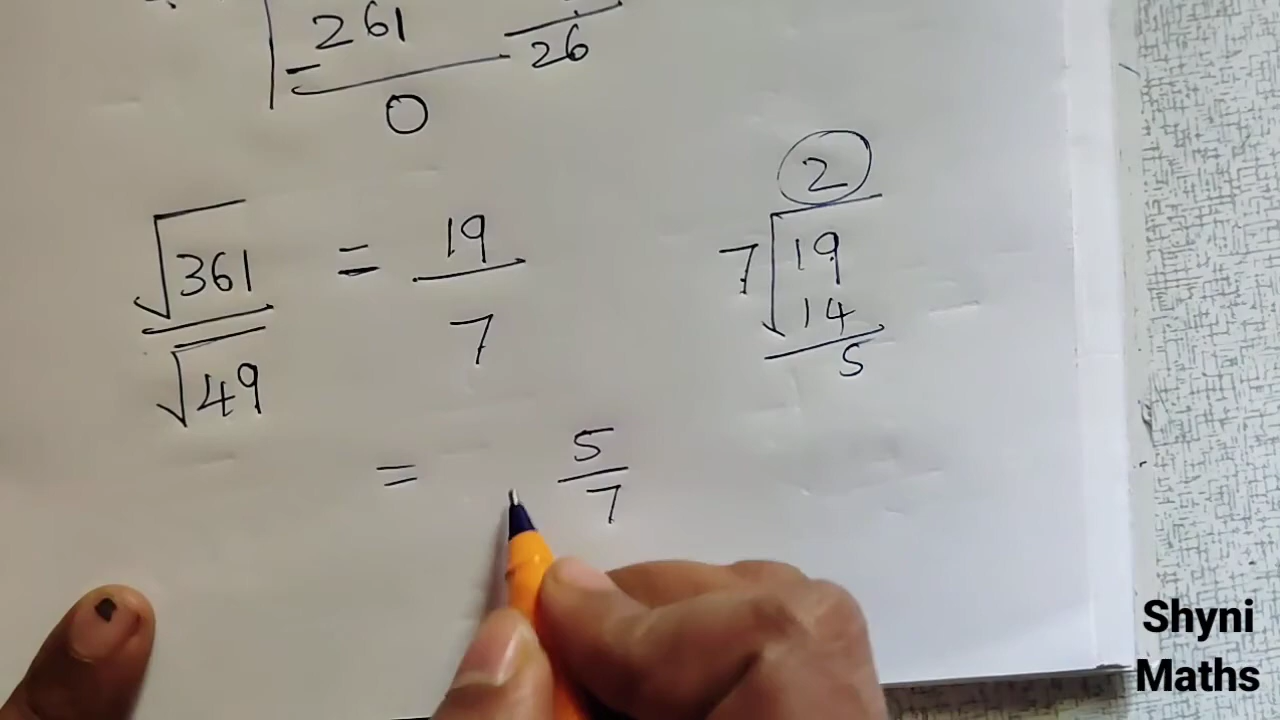 - 261
26
0
√361 / √49 = 19 / 7
2
7 √19
14
5
= 5 / 7
Shyni
Maths